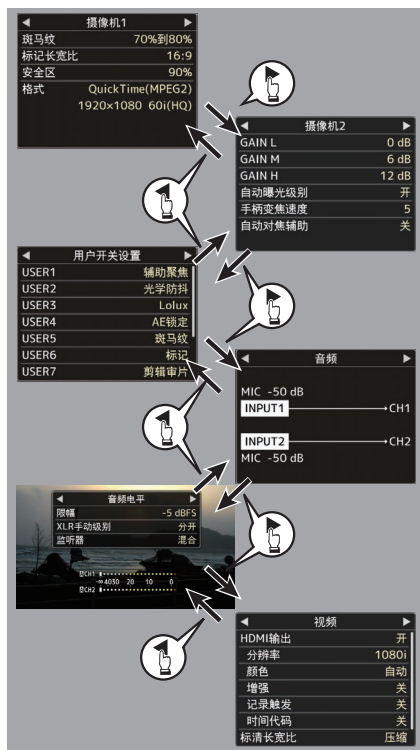 摄像机1
斑马纹 70%到80%
标记长宽比 16:9
安全区 90%
格式 QuickTime(MPEG2)
1920×1080 60i(HQ)
摄像机2
GAIN L 0 dB
GAIN M 6 dB
GAIN H 12 dB
自动曝光级别 开
手柄变焦速度 5
自动对焦辅助 关
用户开关设置
USER1 辅助聚焦
USER2 光学防抖
USER3 Lolux
USER4 AE锁定
USER5 斑马纹
USER6 标记
USER7 剪辑审片
音频
MIC -50 dB
INPUT1 CH1
INPUT2 CH2
MIC -50 dB
音频电平
限幅 -5 dBFS
XLR手动级别 分开
监听器 混合
CH1
-∞ 40 30 20 10 0
CH2
视频
HDMI输出 开
分辨率 1080i
颜色 自动
增强 关
记录触发 关
时间代码 关
标清长宽比 压缩